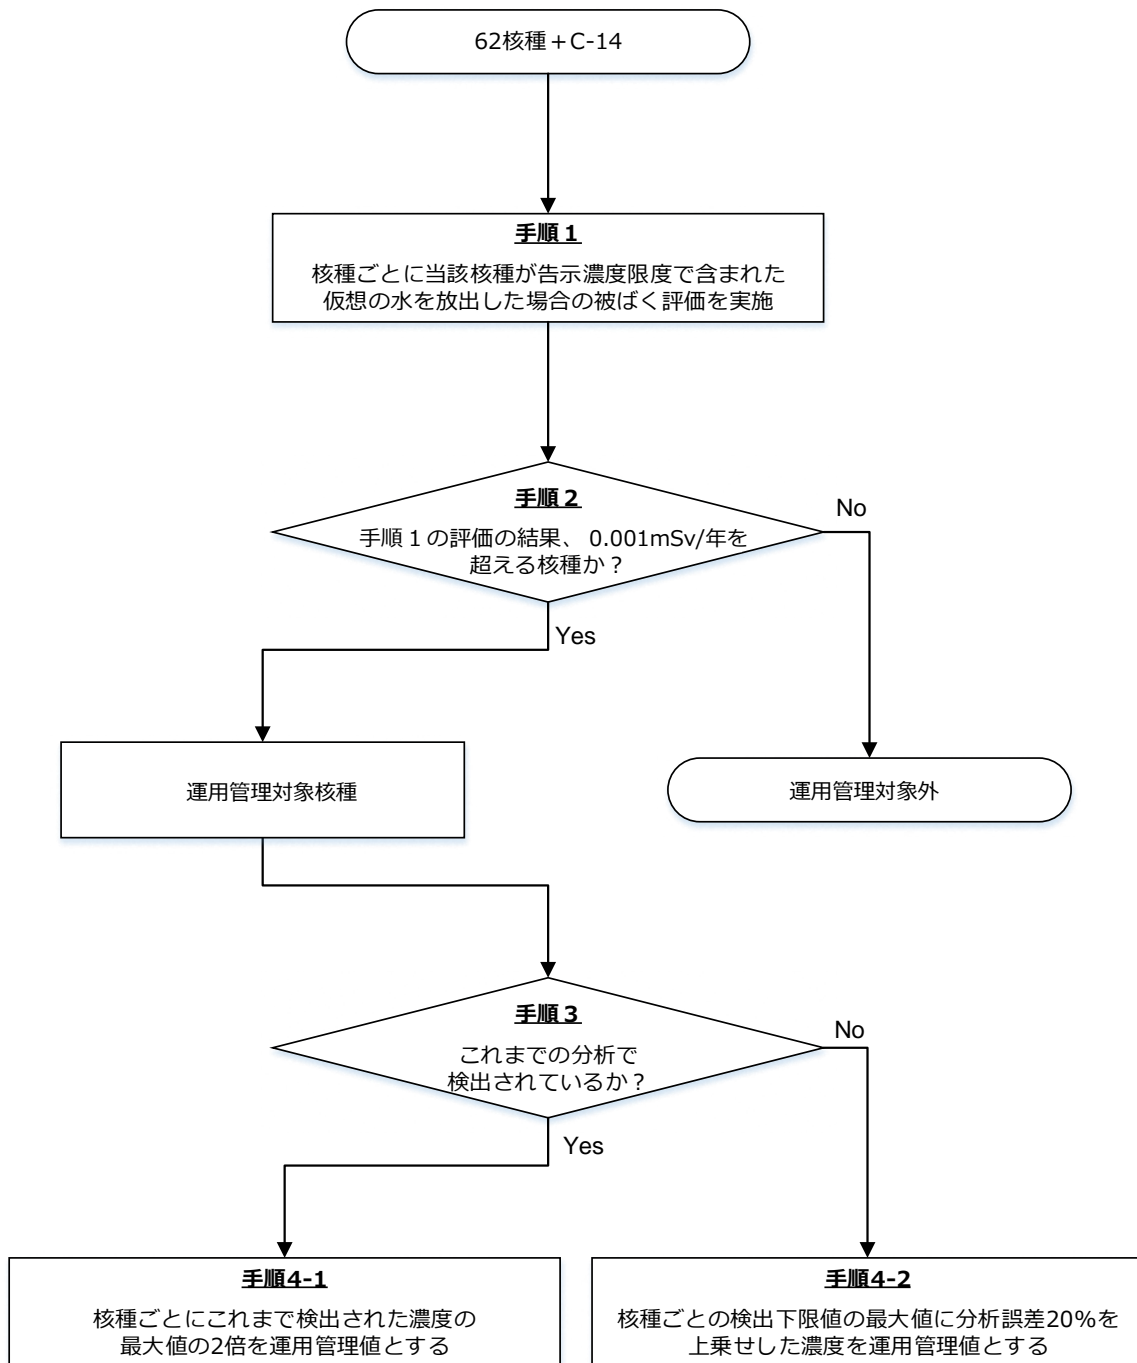 62核種＋C-14
手順１
核種ごとに当該核種が告示濃度限度で含まれた
仮想の水を放出した場合の被ばく評価を実施
手順２
手順１の評価の結果、 0.001mSv/年を
超える核種か？
No
Yes
運用管理対象核種
運用管理対象外
手順３
これまでの分析で
検出されているか？
No
Yes
手順4-1
核種ごとにこれまで検出された濃度の
最大値の2倍を運用管理値とする
手順4-2
核種ごとの検出下限値の最大値に分析誤差20%を
上乗せした濃度を運用管理値とする